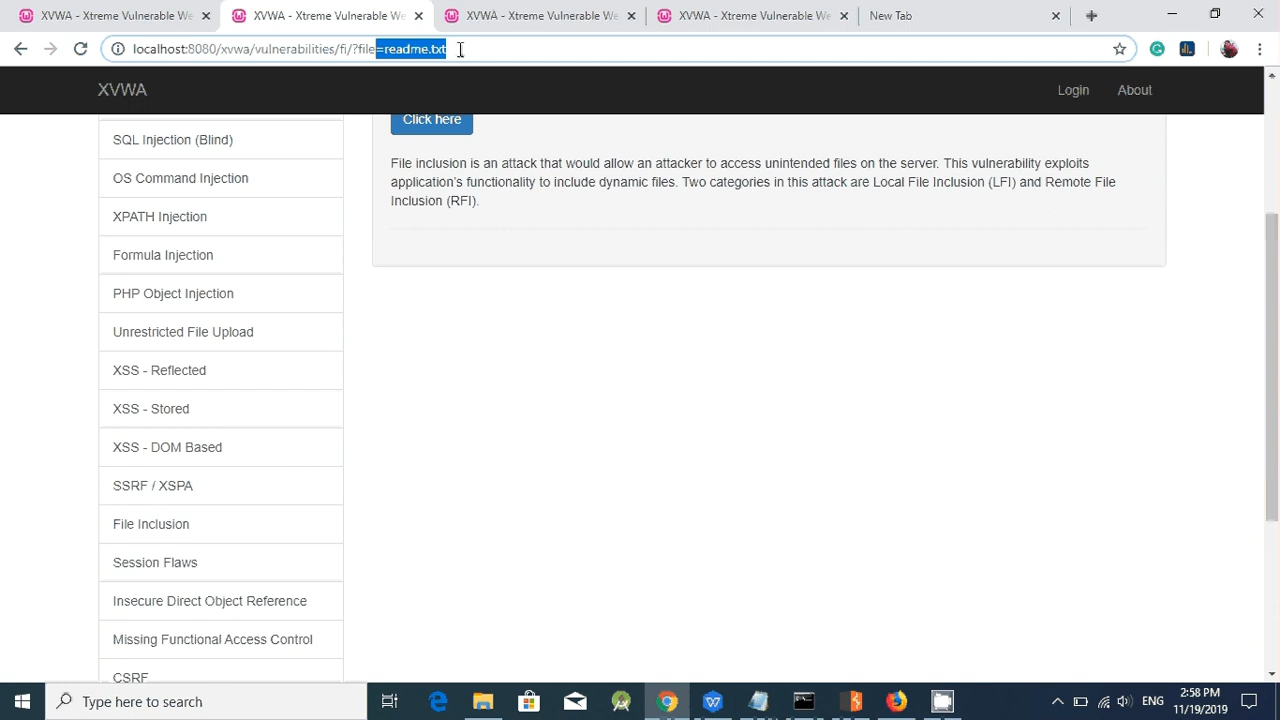 XVWA - Xtreme Vulnerable We
XVWA - Xtreme Vulnerable We
XVWA - Xtreme Vulnerable We
XVWA - Xtreme Vulnerable We
New Tab
localhost:8080/xvwa/vulnerabilities/fi/?file=readme.txt
XVWA
Login
About
Click here
File inclusion is an attack that would allow an attacker to access unintended files on the server. This vulnerability exploits
application's functionality to include dynamic files. Two categories in this attack are Local File Inclusion (LFI) and Remote File
Inclusion (RFI).
SQL Injection (Blind)
OS Command Injection
XPATH Injection
Formula Injection
PHP Object Injection
Unrestricted File Upload
XSS - Reflected
XSS - Stored
XSS - DOM Based
SSRF / XSPA
File Inclusion
Session Flaws
Insecure Direct Object Reference
Missing Functional Access Control
CSRF
Type here to search
ENG
2:58 PM
11/19/2019